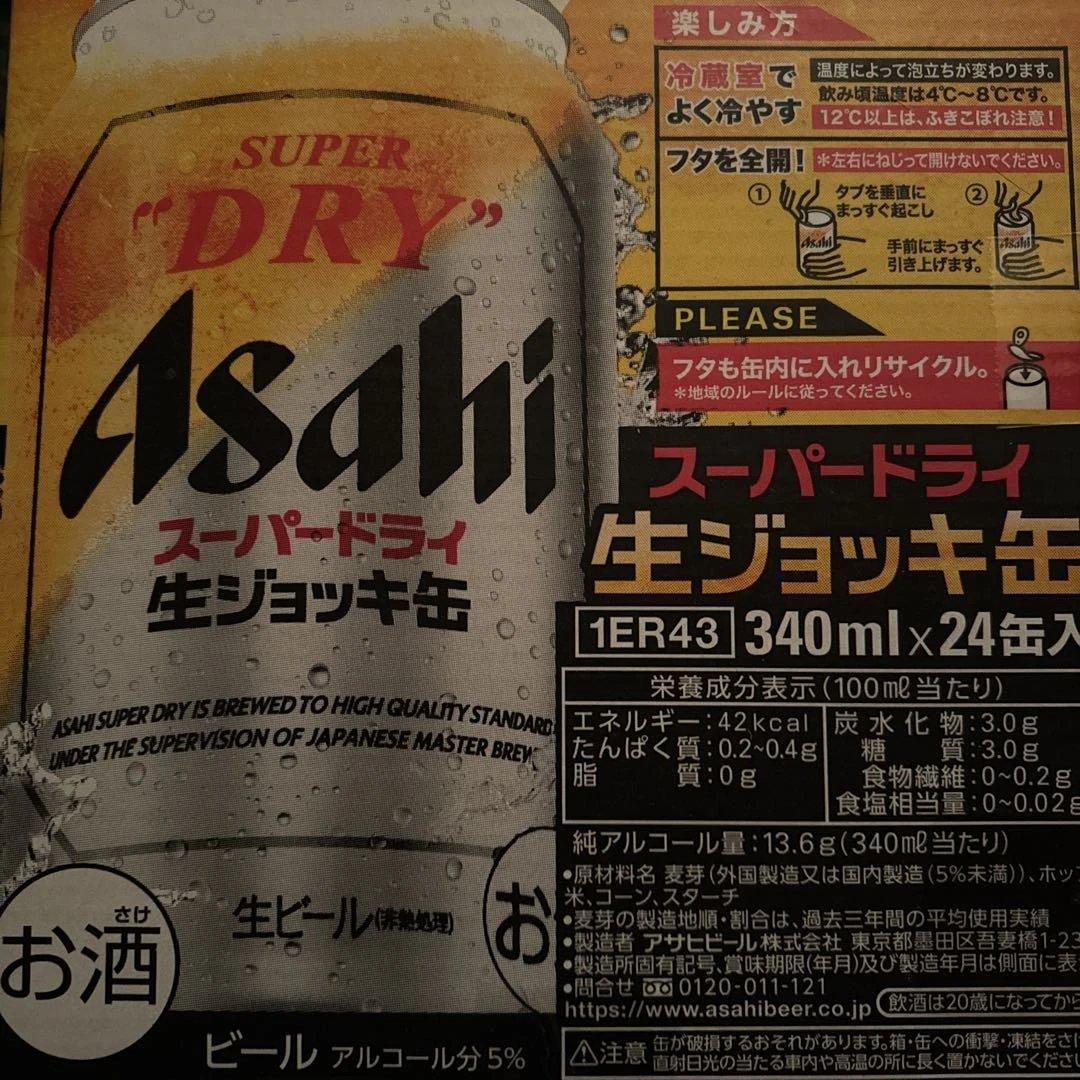 SUPER
"DRY"
Asahi
スーパードライ
生ジョッキ缶
ASAHI SUPER DRY IS BREWED TO HIGH QUALITY STANDARD
UNDER THE SUPERVISION OF JAPANESE MASTER BREW
生ビール(非熱処理)
さけ
お酒
お
ビール アルコール分5%
楽しみ方
冷蔵室で
よく冷やす
温度によって泡立ちが変わります。
飲み頃温度は4℃〜8℃です。
12℃以上は、ふきこぼれ注意!
フタを全開! *左右にねじって開けないでください。
① タブを垂直に
まっすぐ起こし
②
手前にまっすぐ
引き上げます。
Asahi
Asahi
PLEASE
フタも缶内に入れリサイクル。
*地域のルールに従ってください。
スーパードライ
生ジョッキ缶
1ER43 340ml×24缶入
栄養成分表示(100㎖当たり)
エネルギー:42kcal
たんぱく質:0.2~0.4g
脂質:0g
炭水化物:3.0g
糖質:3.0g
食物繊維:0~0.2g
食塩相当量:0~0.02g
純アルコール量:13.6g(340㎖当たり)
•原材料名 麦芽(外国製造又は国内製造(5%未満))、ホップ
米、コーン、スターチ
•麦芽の製造地順・割合は、過去三年間の平均使用実績
•製造者 アサヒビール株式会社 東京都墨田区吾妻橋1-23
•製造所固有記号、賞味期限(年月)及び製造年月は側面に表
•問合せ 0120-011-121
https://www.asahibeer.co.jp 飲酒は20歳になってから
注意 缶が破損するおそれがあります。箱・缶への衝撃・凍結をさけ
直射日光の当たる車内や高温の所に長く置かないでくださ